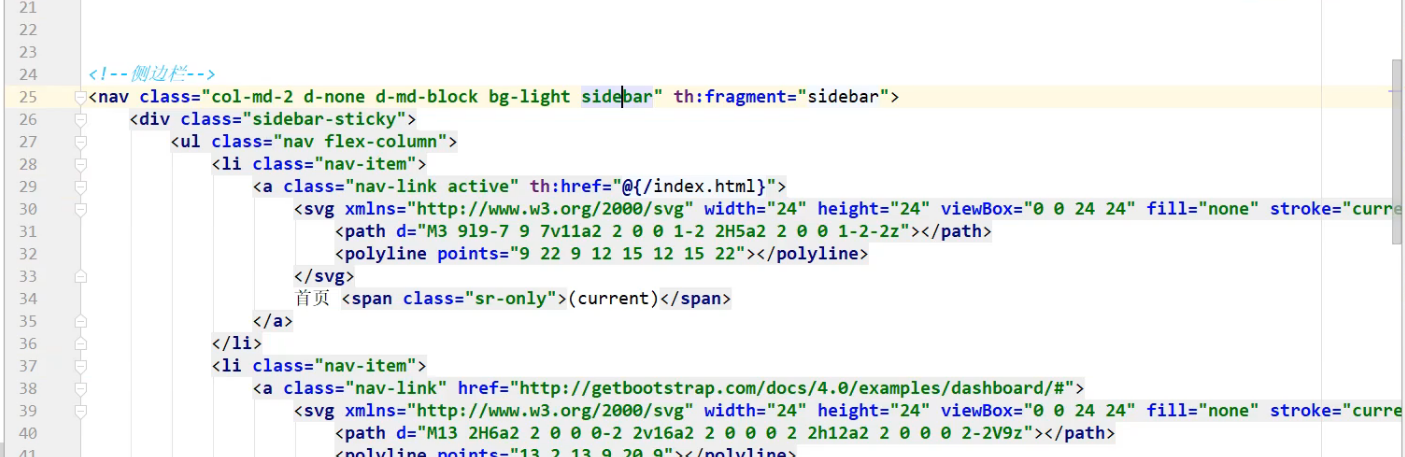 21
22
23
24 <!--侧边栏-->
25 <nav class="col-md-2 d-none d-md-block bg-light sidebar" th:fragment="sidebar">
26 <div class="sidebar-sticky">
27 <ul class="nav flex-column">
28 <li class="nav-item">
29 <a class="nav-link active" th:href="@{/index.html}">
30 <svg xmlns="http://www.w3.org/2000/svg" width="24" height="24" viewBox="0 0 24 24" fill="none" stroke="curre
31 <path d="M3 9l9-7 9 7v11a2 2 0 0 1-2 2H5a2 2 0 0 1-2-2z"></path>
32 <polyline points="9 22 9 12 15 12 15 22"></polyline>
33 </svg>
34 首页 <span class="sr-only">(current)</span>
35 </a>
36 </li>
37 <li class="nav-item">
38 <a class="nav-link" href="http://getbootstrap.com/docs/4.0/examples/dashboard/#">
39 <svg xmlns="http://www.w3.org/2000/svg" width="24" height="24" viewBox="0 0 24 24" fill="none" stroke="curre
40 <path d="M13 2H6a2 2 0 0 0-2 2v16a2 2 0 0 0 2 2h12a2 2 0 0 0 2-2V9z"></path>
41 <polyline points="13 2 13 9 20 9"></polyline>